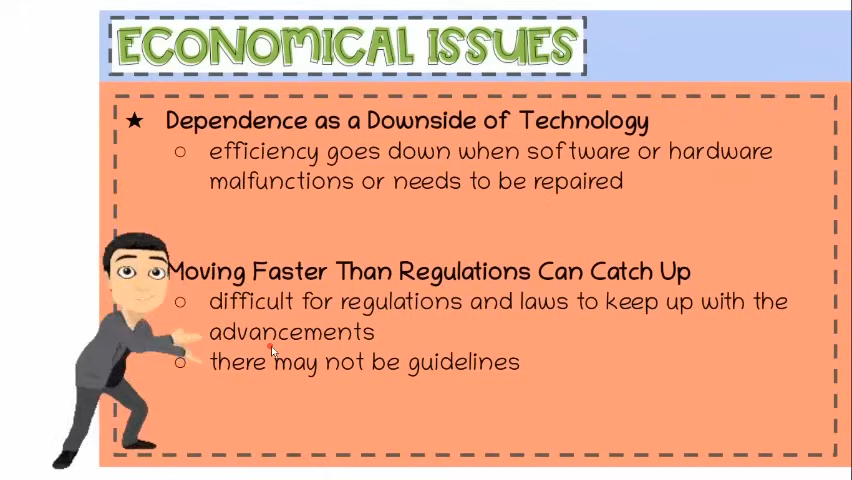 ECONOMICAL ISSUES
★ Dependence as a Downside of Technology
○ efficiency goes down when software or hardware
malfunctions or needs to be repaired
Moving Faster Than Regulations Can Catch Up
○ difficult for regulations and laws to keep up with the
advancements
○ there may not be guidelines